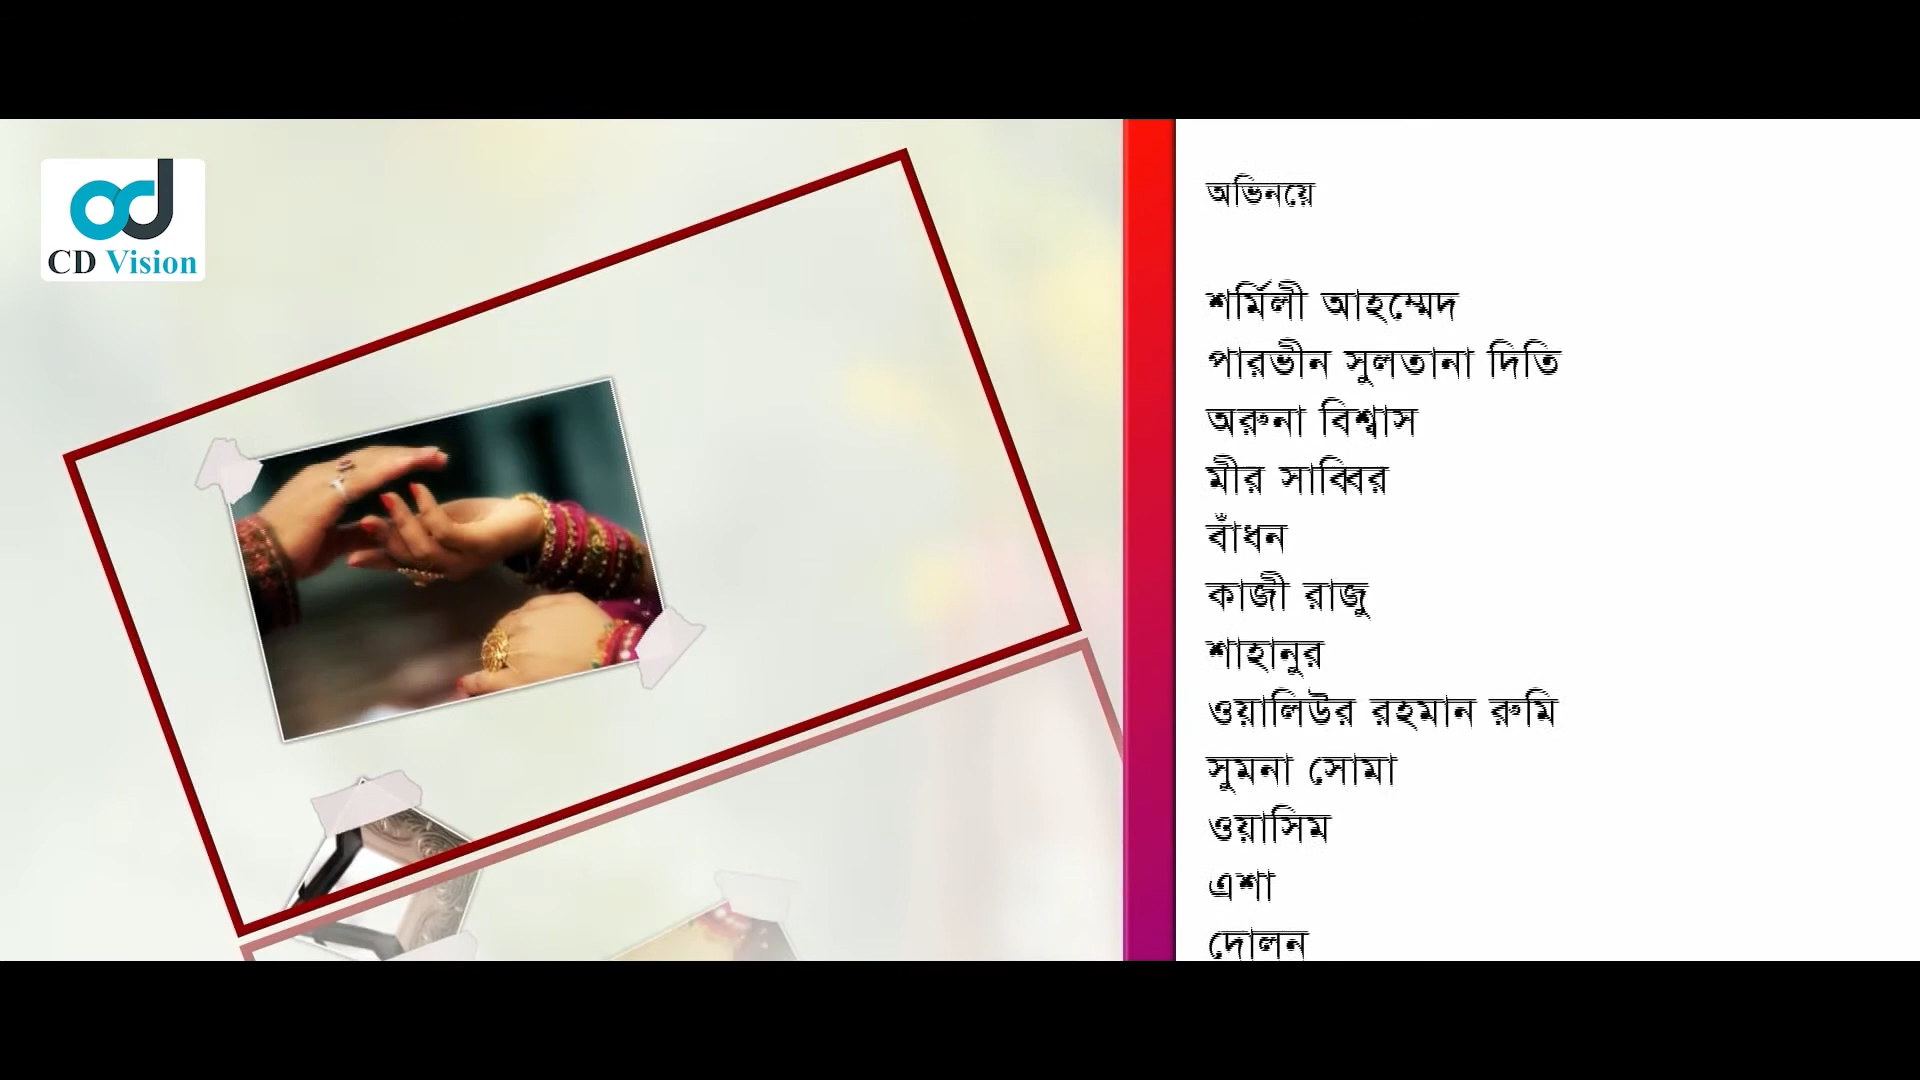 CD Vision
অভিনয়ে
শর্মিলী আহম্মেদ
পারভীন সুলতানা দিতি
অরুনা বিশ্বাস
মীর সাব্বির
বাঁধন
কাজী রাজু
শাহানুর
ওয়ালিউর রহমান রুমি
সুমনা সোমা
ওয়াসিম
এশা
দোলন